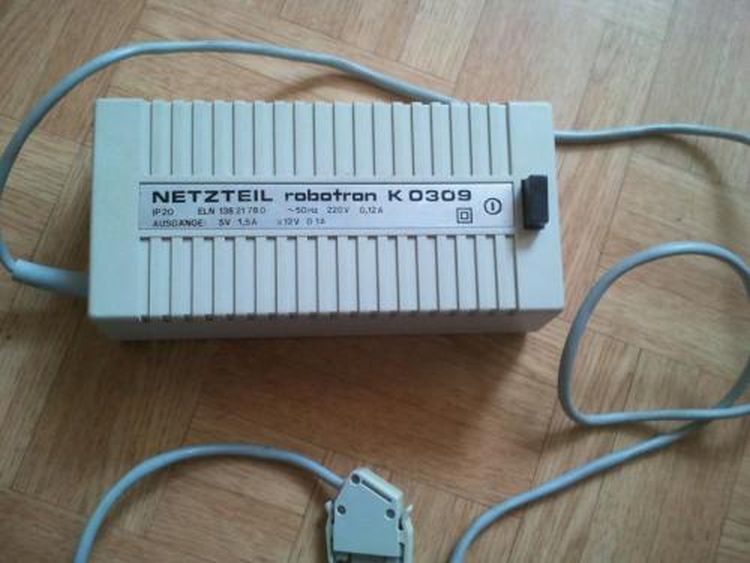 NETZTEIL robotron K 0309
IP20 ELN 138 21 78 0 ~50Hz 220V 0,12A
AUSGÄNGE: 5V 1,5A ±12V 0,1A